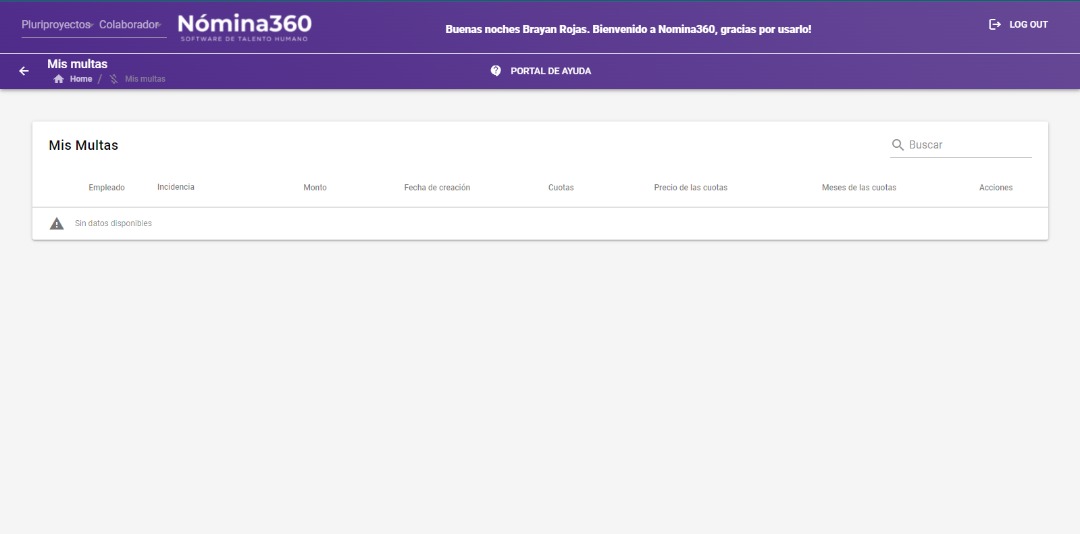 Pluriproyectos Colaborador
Nómina360
SOFTWARE DE TALENTO HUMANO
Buenas noches Brayan Rojas. Bienvenido a Nomina360, gracias por usarlo!
LOG OUT
Mis multas
Home / Mis multas
PORTAL DE AYUDA
Mis Multas
Buscar
Empleado Incidencia Monto Fecha de creación Cuotas Precio de las cuotas Meses de las cuotas Acciones
Sin datos disponibles